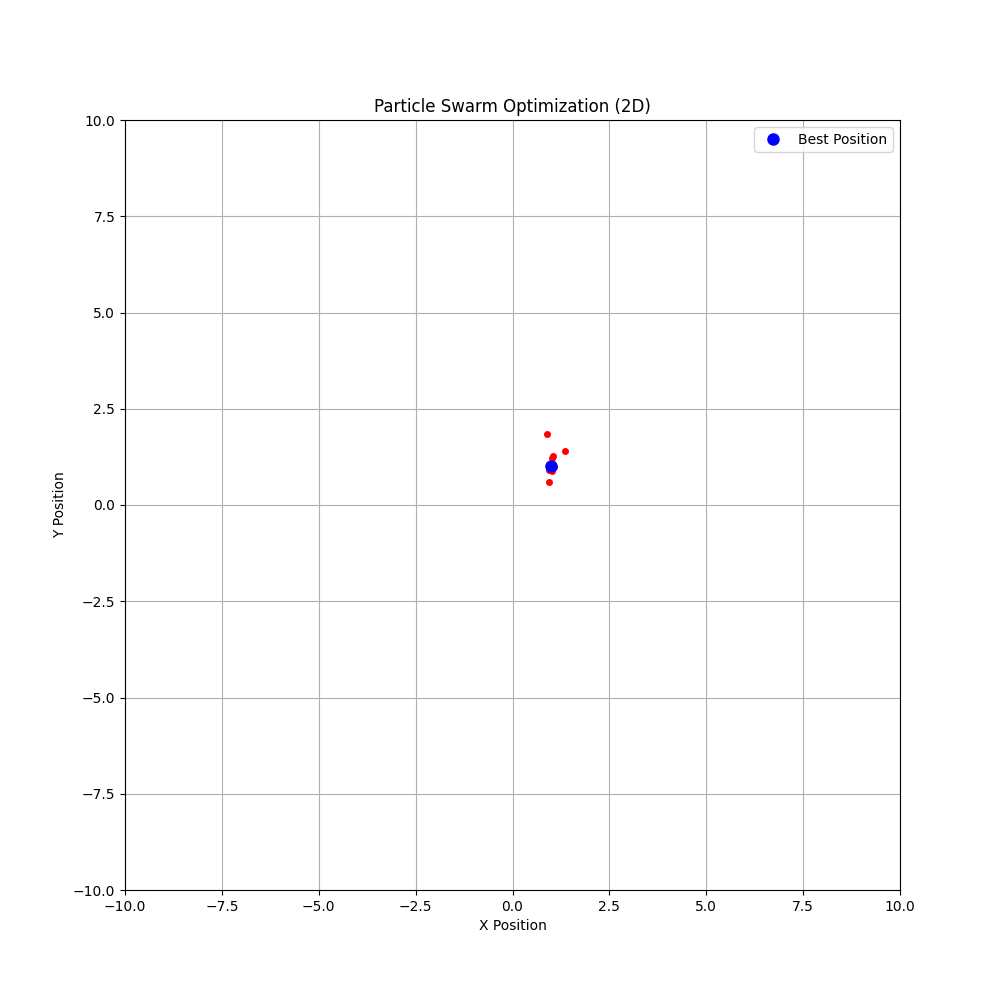 Particle Swarm Optimization (2D)
Best Position
10.0
7.5
5.0
2.5
0.0
−2.5
−5.0
−7.5
−10.0
Y Position
−10.0 −7.5 −5.0 −2.5 0.0 2.5 5.0 7.5 10.0
X Position